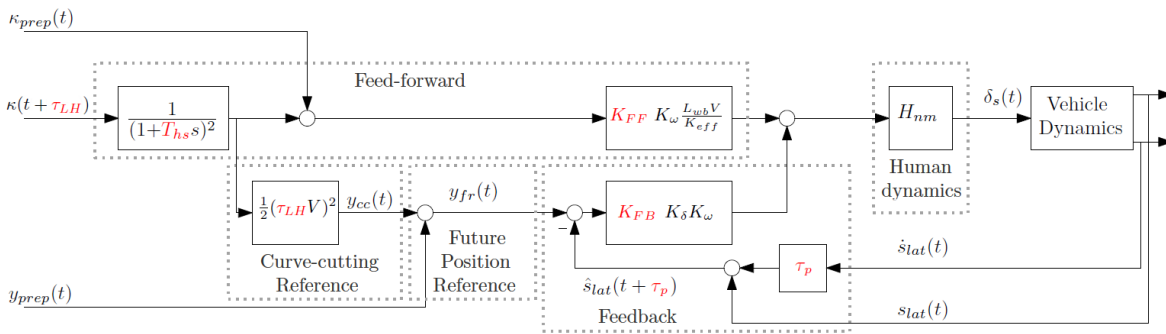 κ_prep(t)
Feed-forward
κ(t + τ_LH)
1
(1+T_hs s)^2
K_FF K_ω L_wb V / K_eff
H_nm
δ_s(t)
Vehicle
Dynamics
Human
dynamics
1/2 (τ_LH V)^2
y_cc(t)
y_fr(t)
K_FB K_δ K_ω
−
Curve-cutting
Reference
Future
Position
Reference
ŝ_lat(t + τ_p)
τ_p
ṡ_lat(t)
y_prep(t)
Feedback
s_lat(t)